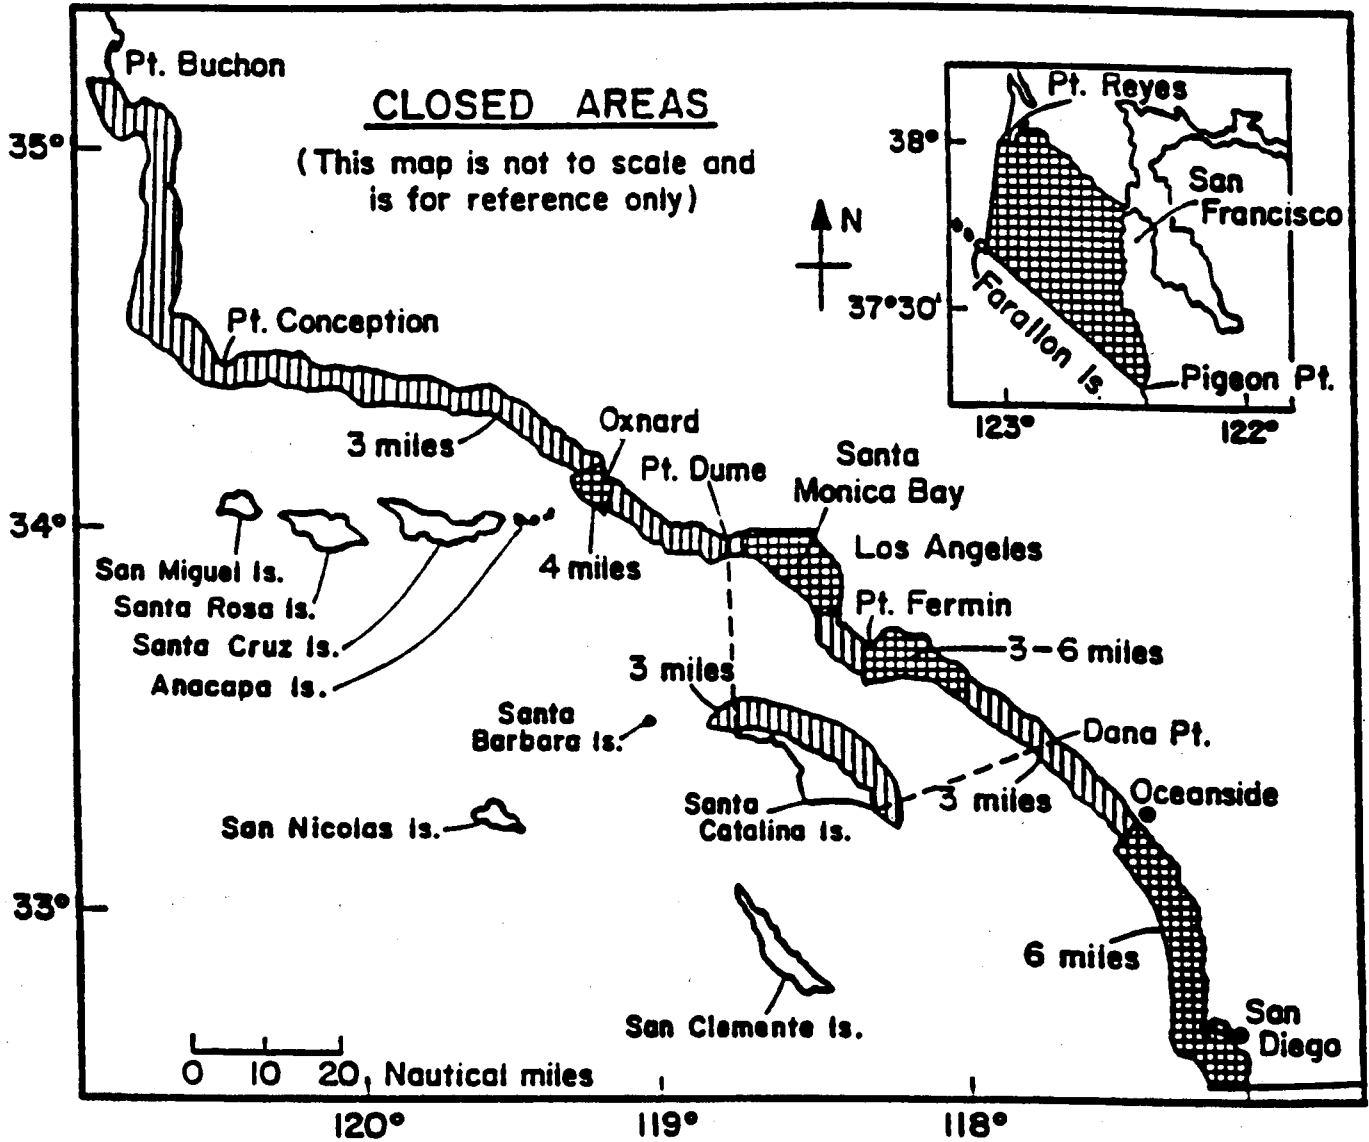 Pt. Buchon
CLOSED AREAS
(This map is not to scale and
is for reference only)
N
35°
34°
33°
Pt. Reyes
38°
San
Francisco
37°30'
Farallon Is.
Pigeon Pt.
123°
122°
Pt. Conception
3 miles
Oxnard
Pt. Dume
Santa
Monica Bay
Los Angeles
4 miles
San Miguel Is.
Santa Rosa Is.
Santa Cruz Is.
Anacapa Is.
Pt. Fermin
3-6 miles
3 miles
Santa
Barbara Is.
Dana Pt.
3 miles
Oceanside
Santa
Catalina Is.
San Nicolas Is.
6 miles
San Clemente Is.
San
Diego
0 10 20, Nautical miles
120°
119°
118°